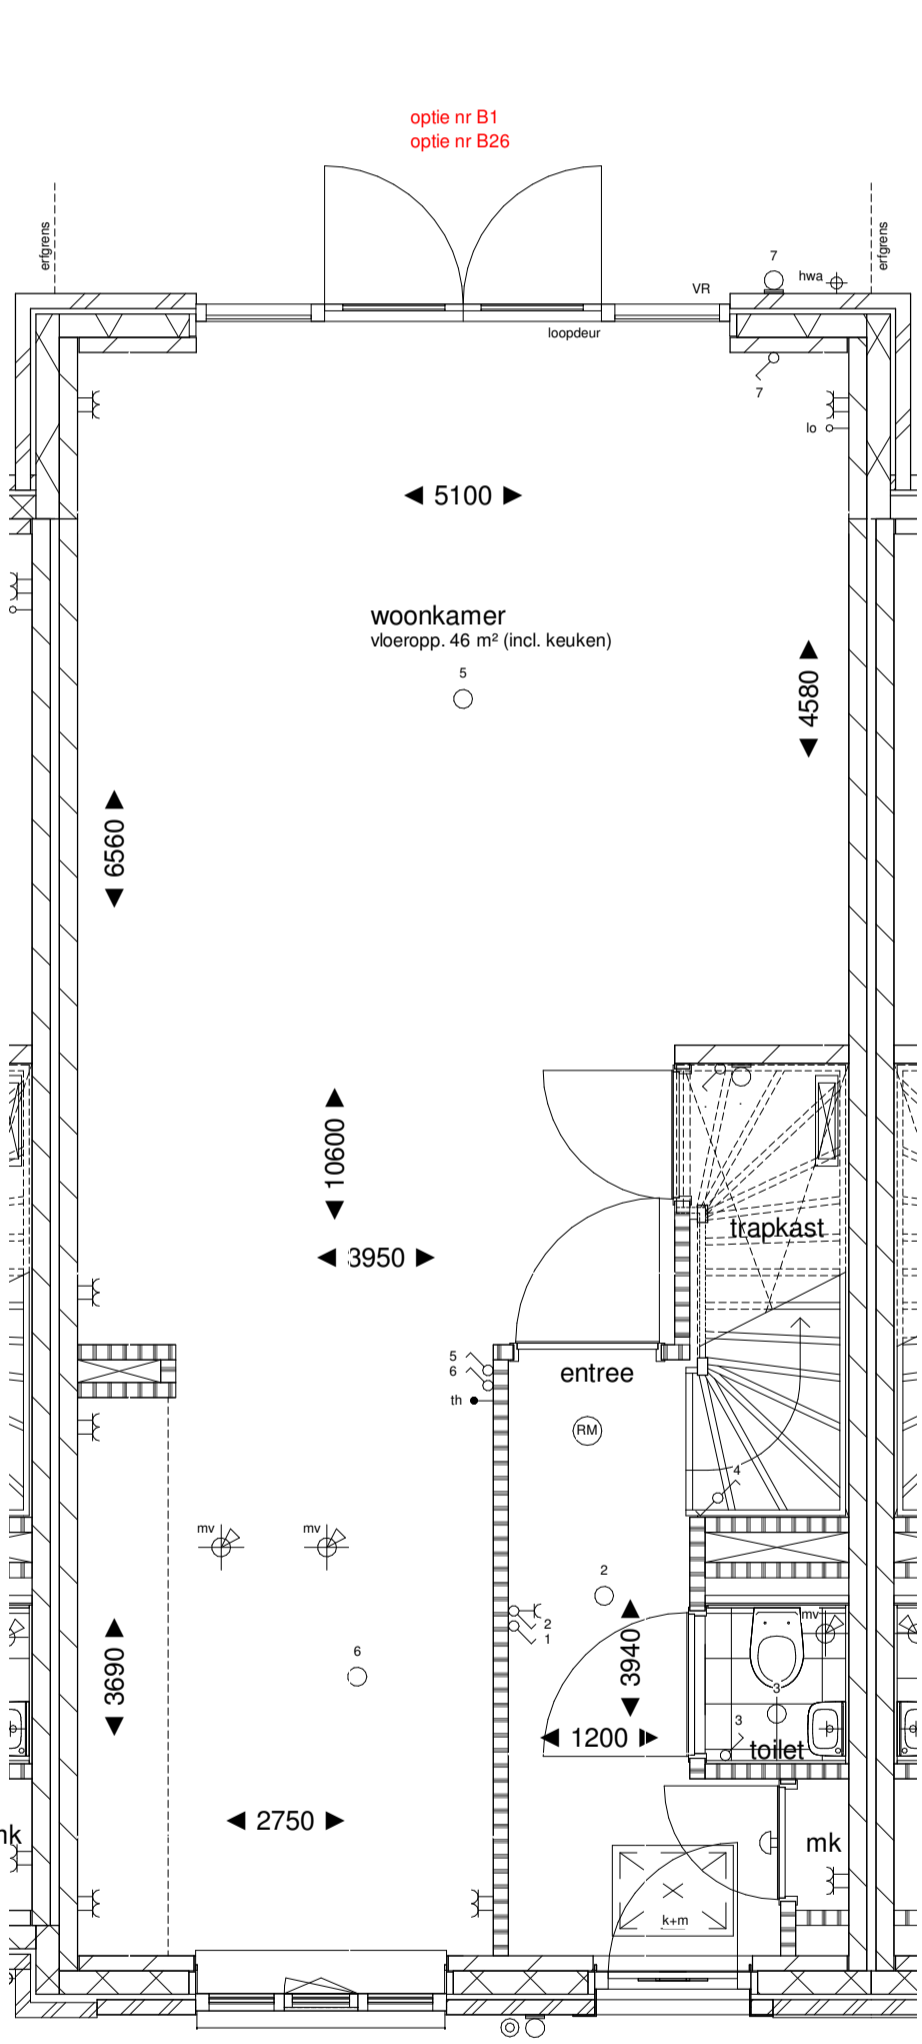 optie nr B1
optie nr B26
erfgrens
erfgrens
7
hwa
VR
loopdeur
7
lo
5100
woonkamer
vloeropp. 46 m² (incl. keuken)
5
4580
6560
10600
trapkast
3950
5
6
th
entree
RM
4
mv
mv
2
2
1
mv
3940
6
3690
3
3
1200
toilet
2750
mk
mk
k+m